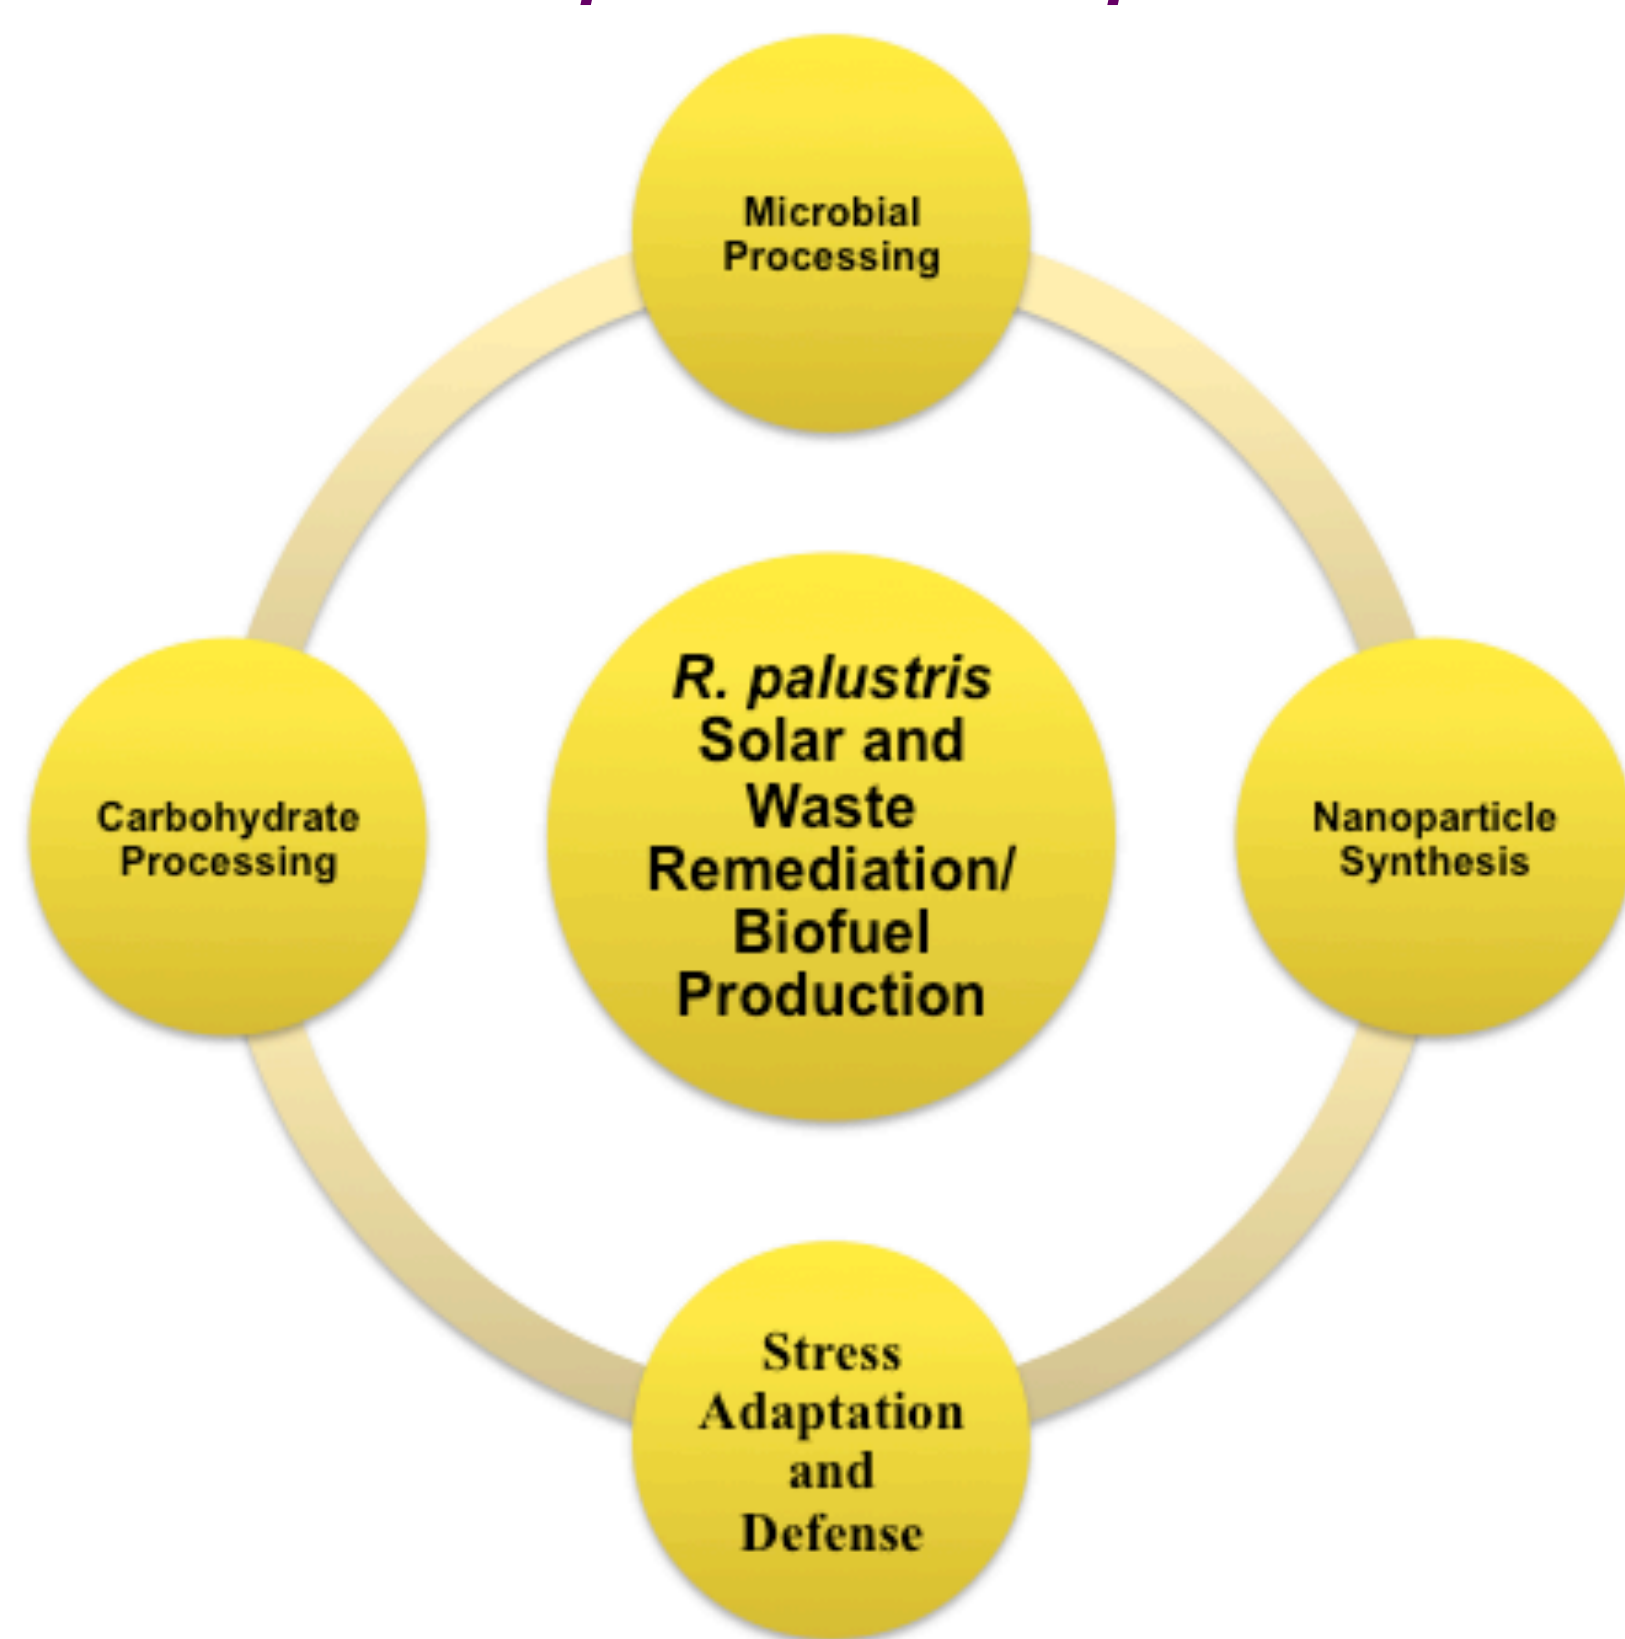 Microbial
Processing
R. palustris
Solar and
Waste
Remediation/
Biofuel
Production
Carbohydrate
Processing
Nanoparticle
Synthesis
Stress
Adaptation
and
Defense